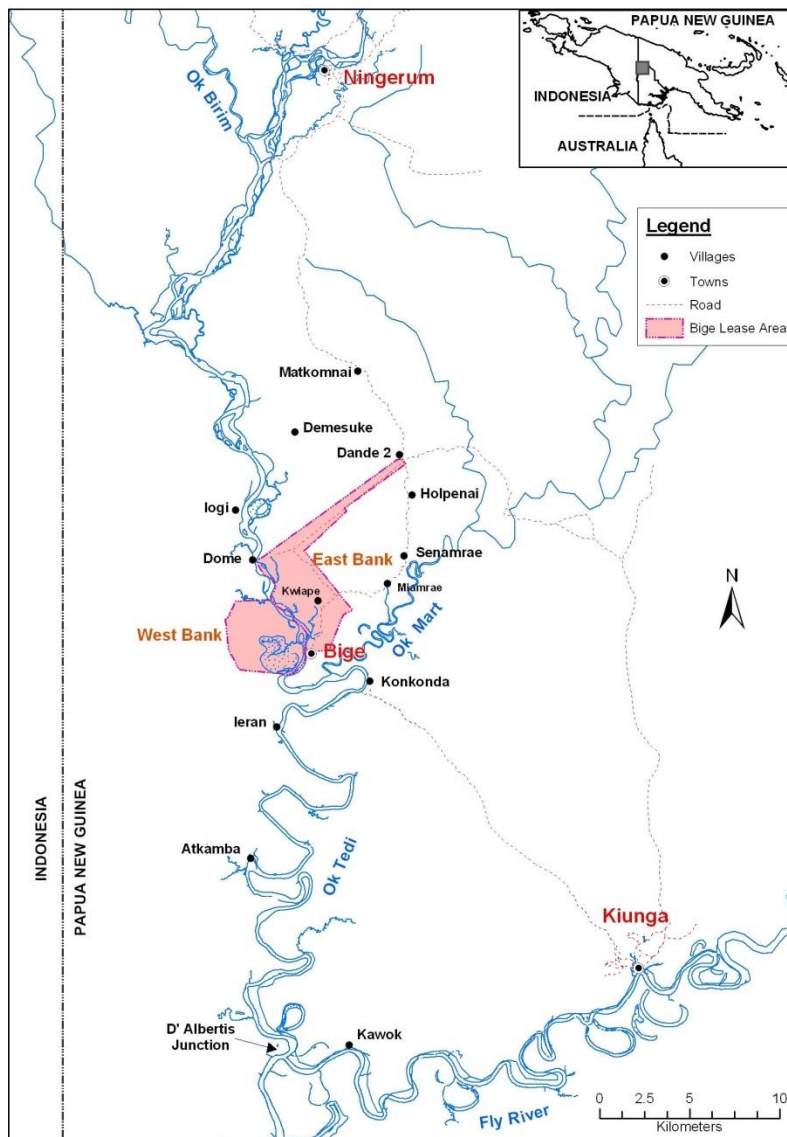 PAPUA NEW GUINEA
INDONESIA
AUSTRALIA
Ok Birim
Ningerum
Legend
Villages
Towns
Road
Bige Lease Area
Matkomnai
Demesuke
Dande 2
Iogi
Holpenai
Dome
East Bank
Senamrae
Kwiape
Miamrae
West Bank
Ok Mart
N
Bige
Konkonda
Ieran
INDONESIA
PAPUA NEW GUINEA
Atkamba
Ok Tedi
Kiunga
D' Albertis
Junction
Kawok
Fly River
0 2.5 5 10
Kilometers